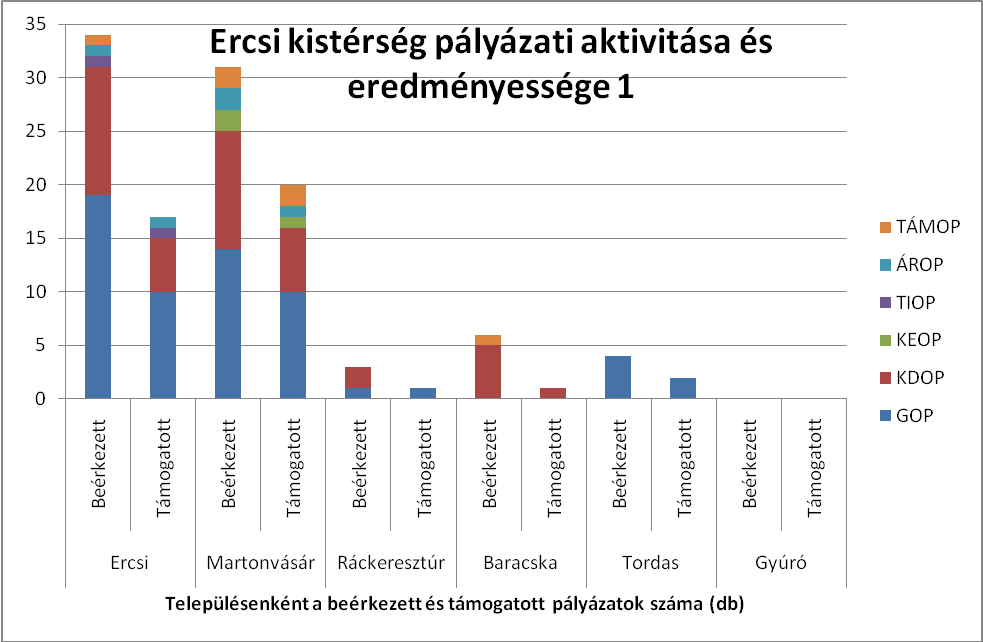 Ercsi kistérség pályázati aktivitása és
eredményessége 1
35
30
25
20
15
10
5
0
TÁMOP
ÁROP
TIOP
KEOP
KDOP
GOP
Beérkezett
Támogatott
Beérkezett
Támogatott
Beérkezett
Támogatott
Beérkezett
Támogatott
Beérkezett
Támogatott
Beérkezett
Támogatott
Ercsi
Martonvásár
Ráckeresztúr
Baracska
Tordas
Gyúró
Településenként a beérkezett és támogatott pályázatok száma (db)